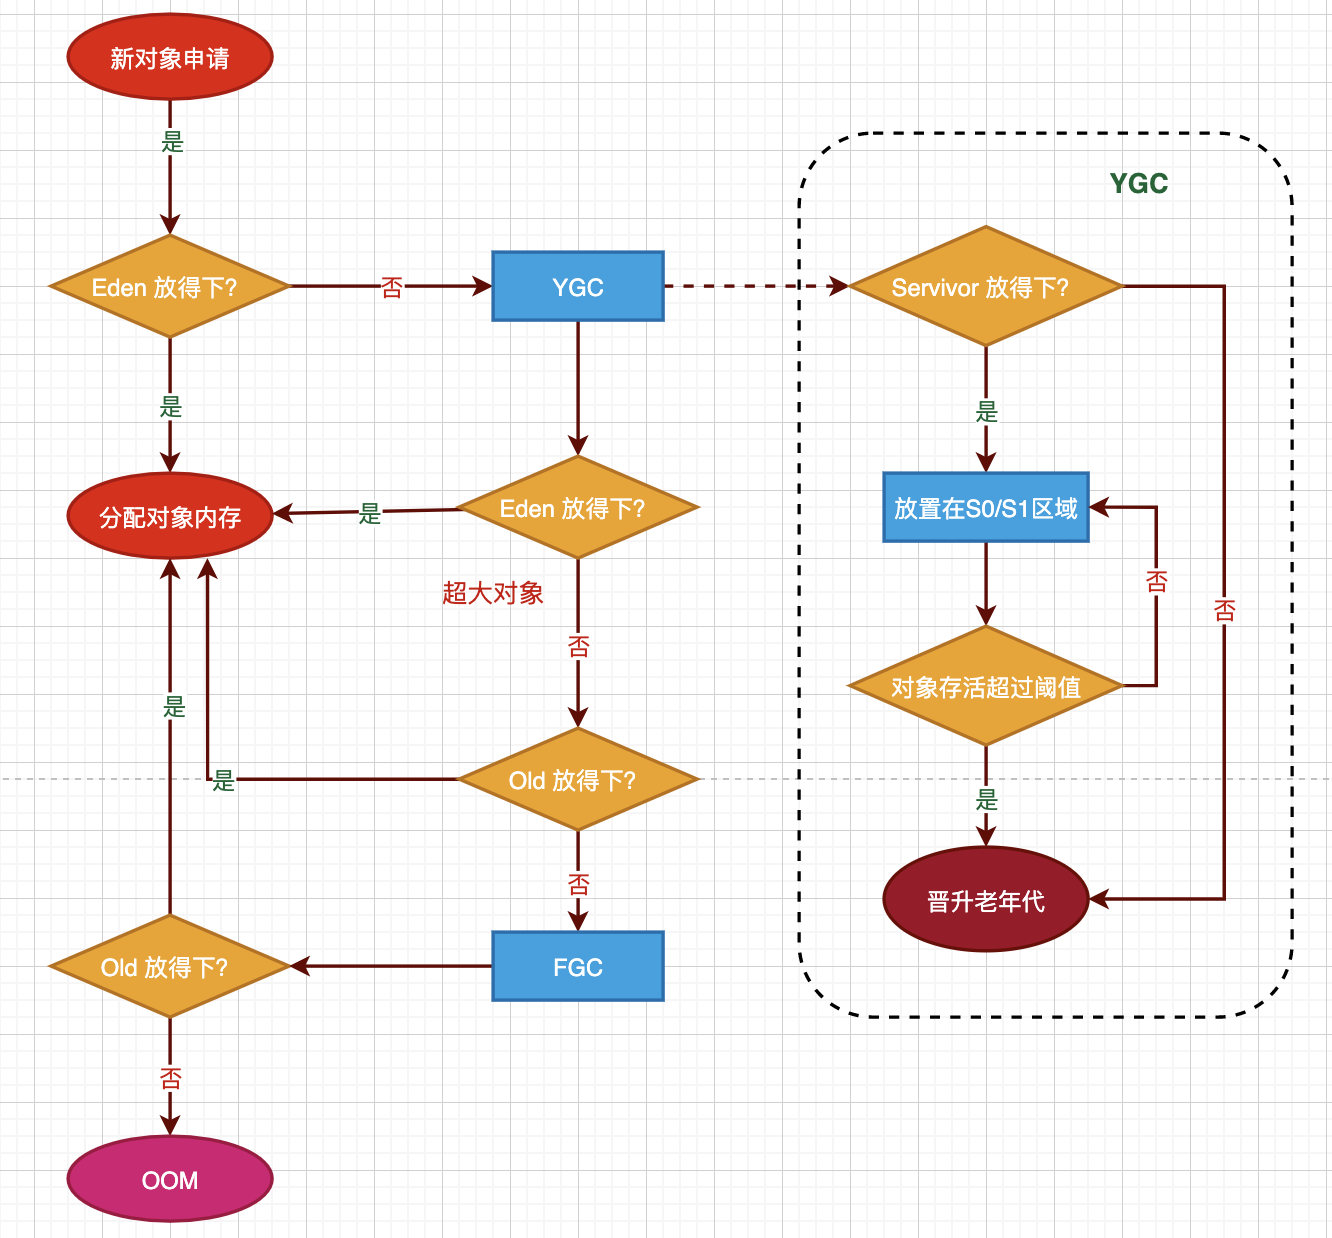 新对象申请
是
YGC
Eden 放得下?
否
YGC
Servivor 放得下?
是
是
放置在S0/S1区域
分配对象内存
是
Eden 放得下?
超大对象
否
否
否
对象存活超过阈值
是
是
Old 放得下?
是
否
晋升老年代
Old 放得下?
FGC
否
OOM